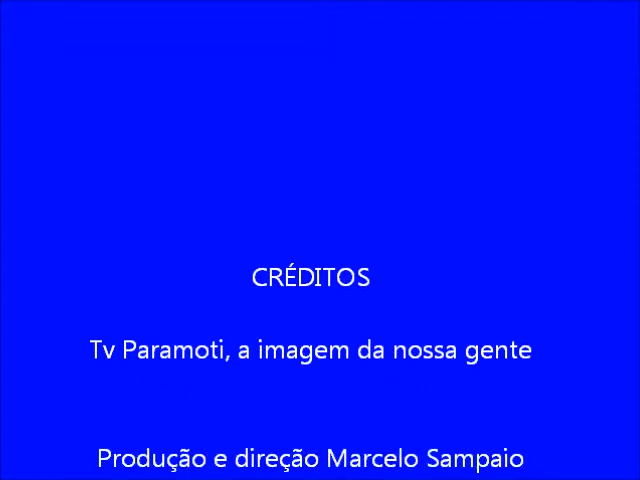 CRÉDITOS
Tv Paramoti, a imagem da nossa gente
Produção e direção Marcelo Sampaio